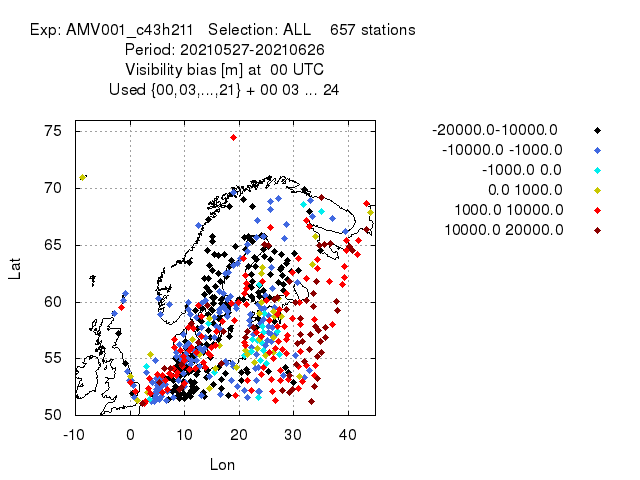 Exp: AMV001_c43h211 Selection: ALL 657 stations
Period: 20210527-20210626
Visibility bias [m] at 00 UTC
Used {00,03,...,21} + 00 03 ... 24
75
70
65
60
55
50
-10 0 10 20 30 40
Lat
Lon
-20000.0-10000.0
-10000.0 -1000.0
-1000.0 0.0
0.0 1000.0
1000.0 10000.0
10000.0 20000.0